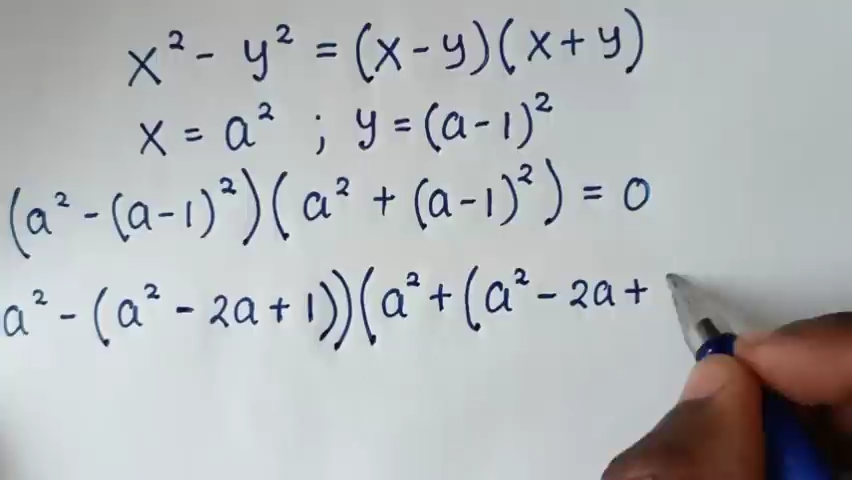 x² - y² = (x - y)(x + y)
x = a² ; y = (a - 1)²
(a² - (a - 1)²)(a² + (a - 1)²) = 0
a² - (a² - 2a + 1))(a² + (a² - 2a +